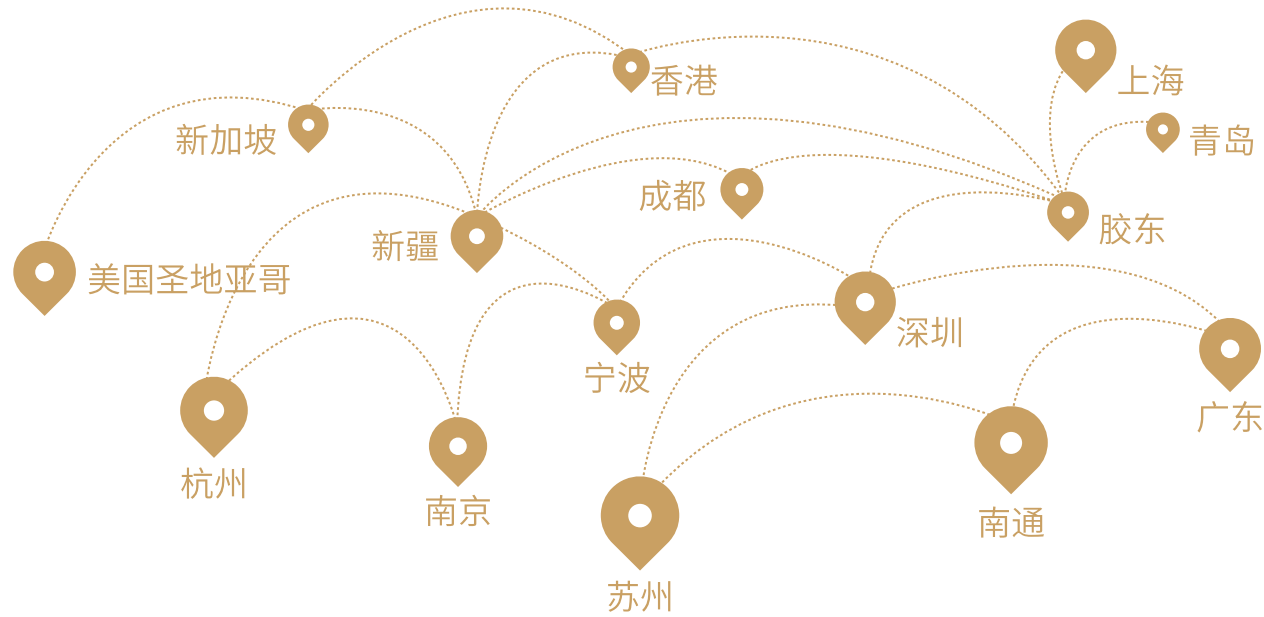 香港
上海
新加坡
青岛
成都
胶东
新疆
美国圣地亚哥
深圳
宁波
广东
杭州
南京
南通
苏州